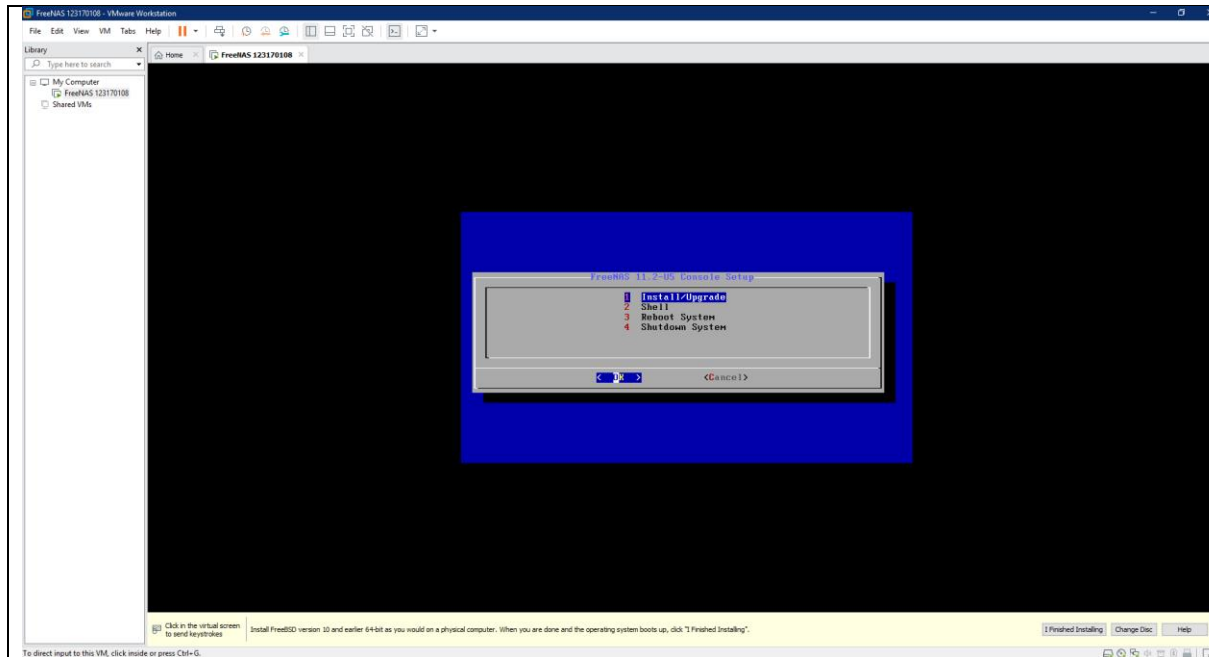 FreeNAS 123170108 - VMware Workstation
File Edit View VM Tabs Help
Library
Home
FreeNAS 123170108
Type here to search
My Computer
FreeNAS 123170108
Shared VMs
FreeNAS 11.2-U5 Console Setup
1 Install/Upgrade
2 Shell
3 Reboot System
4 Shutdown System
< OK > <Cancel>
Click in the virtual screen
to send keystrokes
Install FreeBSD version 10 and earlier 64-bit as you would on a physical computer. When you are done and the operating system boots up, click "I Finished Installing".
I Finished Installing Change Disc Help
To direct input to this VM, click inside or press Ctrl+G.